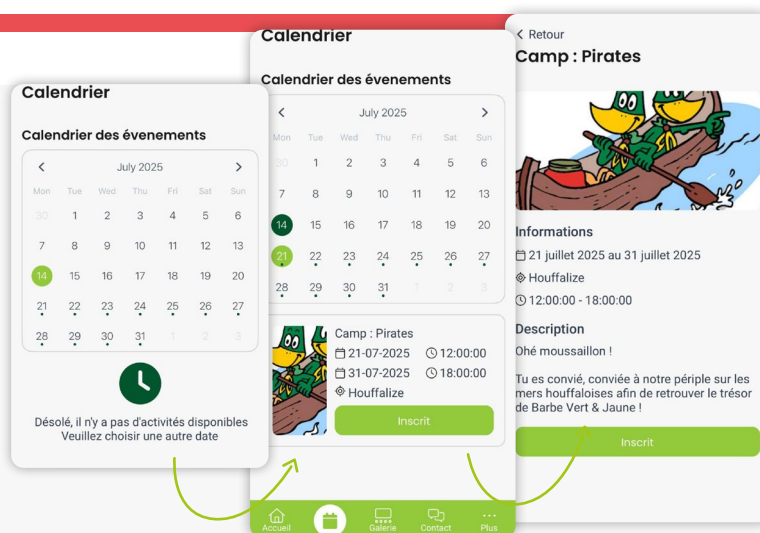 Calendrier
Calendrier des évenements
July 2025
Mon Tue Wed Thu Fri Sat Sun
30 1 2 3 4 5 6
7 8 9 10 11 12 13
14 15 16 17 18 19 20
21 22 23 24 25 26 27
28 29 30 31 1 2 3
Désolé, il n'y a pas d'activités disponibles
Veuillez choisir une autre date
Calendrier
Calendrier des évenements
July 2025
Mon Tue Wed Thu Fri Sat Sun
30 1 2 3 4 5 6
7 8 9 10 11 12 13
14 15 16 17 18 19 20
21 22 23 24 25 26 27
28 29 30 31 1 2 3
Camp : Pirates
21-07-2025 12:00:00
31-07-2025 18:00:00
Houffalize
Inscrit
Accueil Galerie Contact Plus
Retour
Camp : Pirates
Informations
21 juillet 2025 au 31 juillet 2025
Houffalize
12:00:00 - 18:00:00
Description
Ohé moussaillon !
Tu es convié, conviée à notre périple sur les
mers houffaloises afin de retrouver le trésor
de Barbe Vert & Jaune !
Inscrit